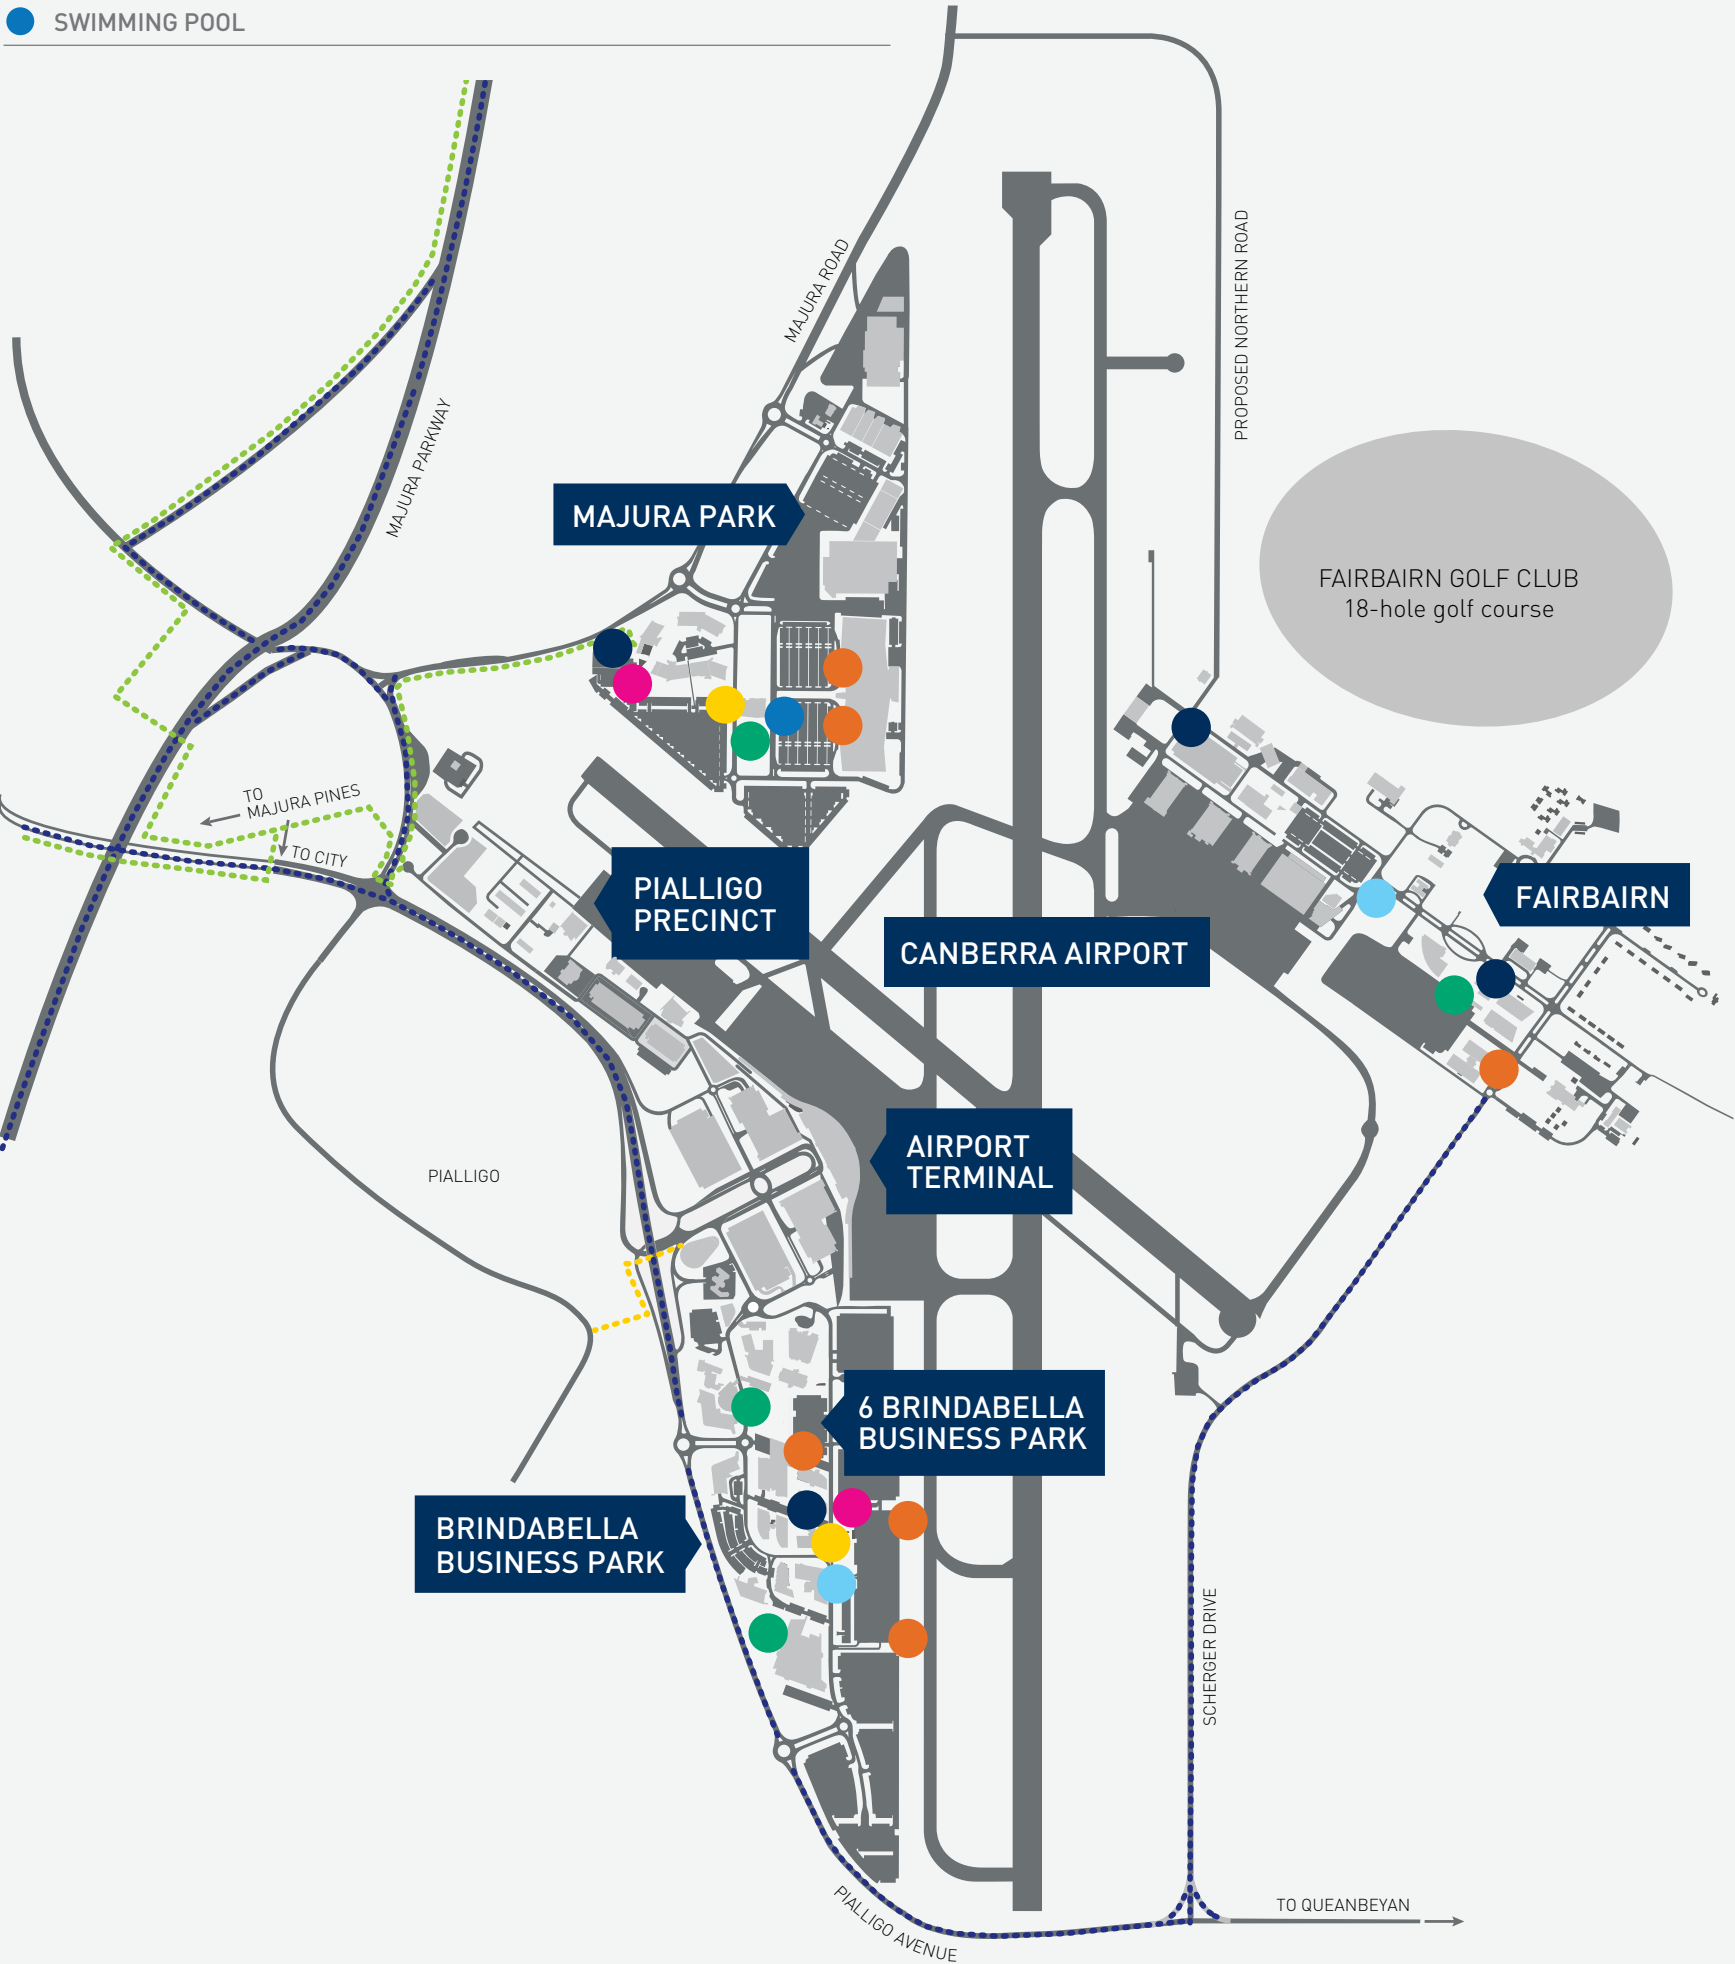 SWIMMING POOL
MAJURA ROAD
PROPOSED NORTHERN ROAD
MAJURA PARKWAY
MAJURA PARK
FAIRBAIRN GOLF CLUB
18-hole golf course
TO
MAJURA PINES
TO CITY
PIALLIGO
PRECINCT
FAIRBAIRN
CANBERRA AIRPORT
AIRPORT
TERMINAL
PIALLIGO
6 BRINDABELLA
BUSINESS PARK
BRINDABELLA
BUSINESS PARK
SCHERGER DRIVE
PIALLIGO AVENUE
TO QUEANBEYAN